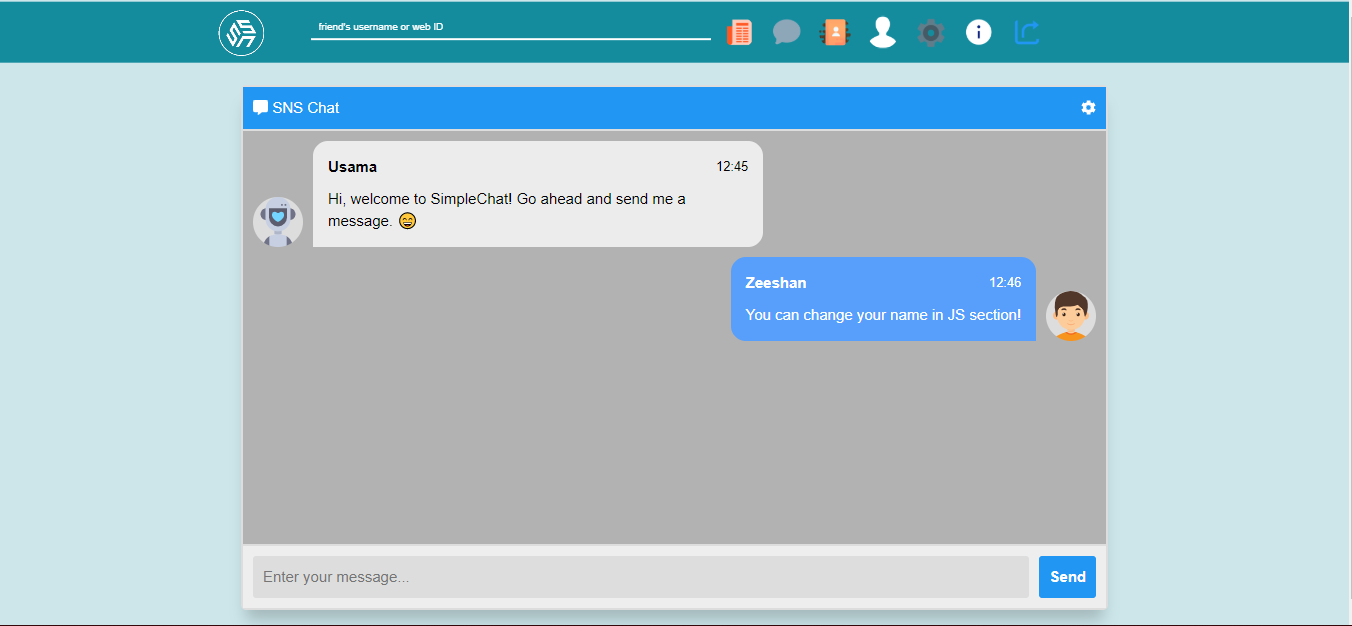 friend's username or web ID
SNS Chat
Usama 12:45
Hi, welcome to SimpleChat! Go ahead and send me a
message. 😄
Zeeshan 12:46
You can change your name in JS section!
Enter your message...
Send